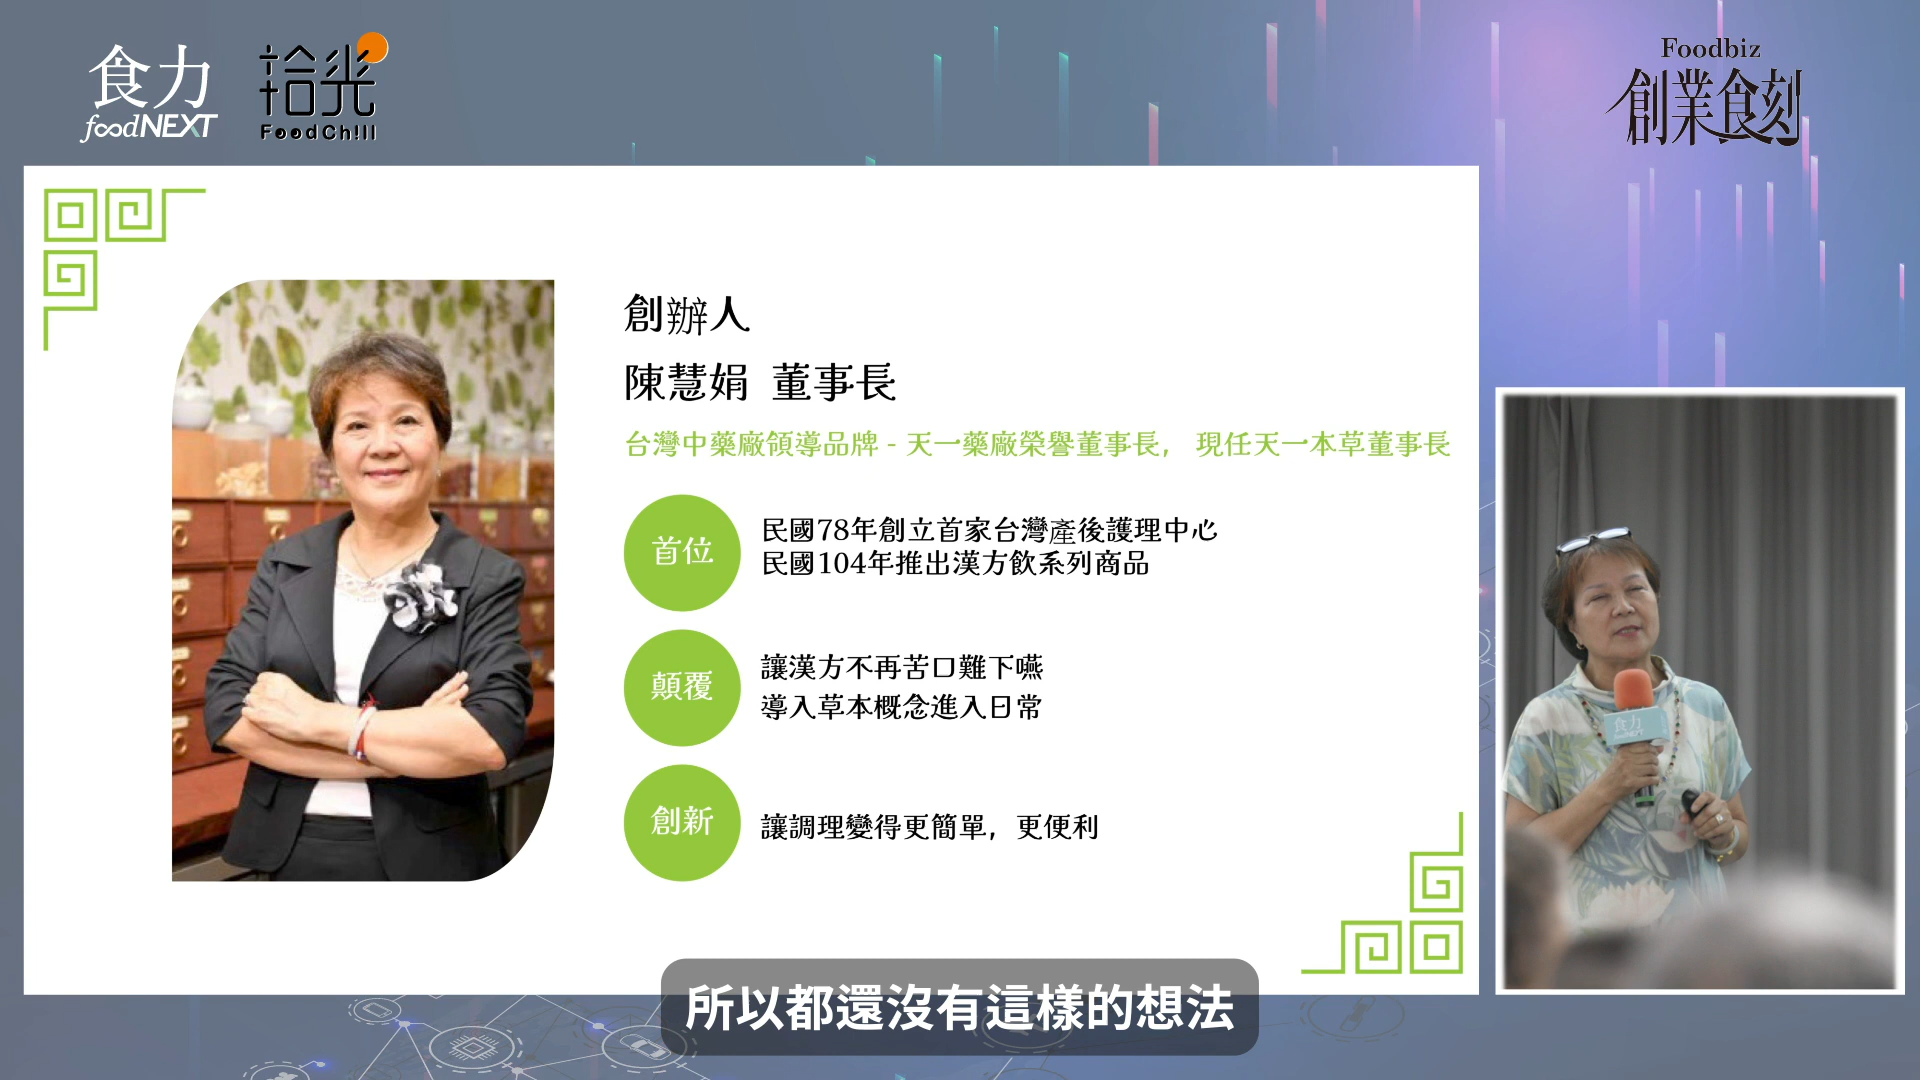 食力
foodNEXT
拾光
FoodCh!ll
Foodbiz
創業食刻
創辦人
陳慧娟 董事長
台灣中藥廠領導品牌 - 天一藥廠榮譽董事長， 現任天一本草董事長
首位
民國78年創立首家台灣產後護理中心
民國104年推出漢方飲系列商品
顛覆
讓漢方不再苦口難下嚥
導入草本概念進入日常
創新
讓調理變得更簡單，更便利
食力
foodNEXT
所以都還沒有這樣的想法